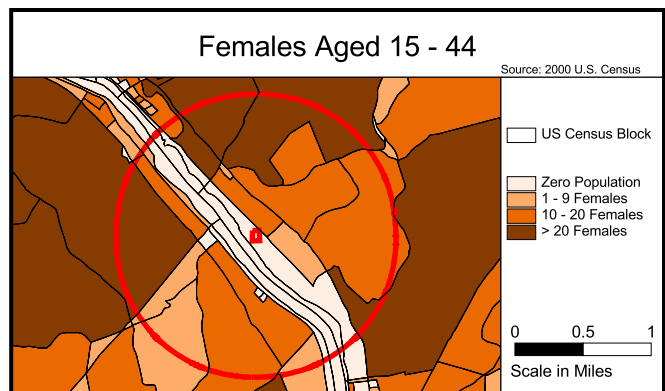 Females Aged 15 - 44
Source: 2000 U.S. Census
US Census Block
Zero Population
1 - 9 Females
10 - 20 Females
> 20 Females
0 0.5 1
Scale in Miles